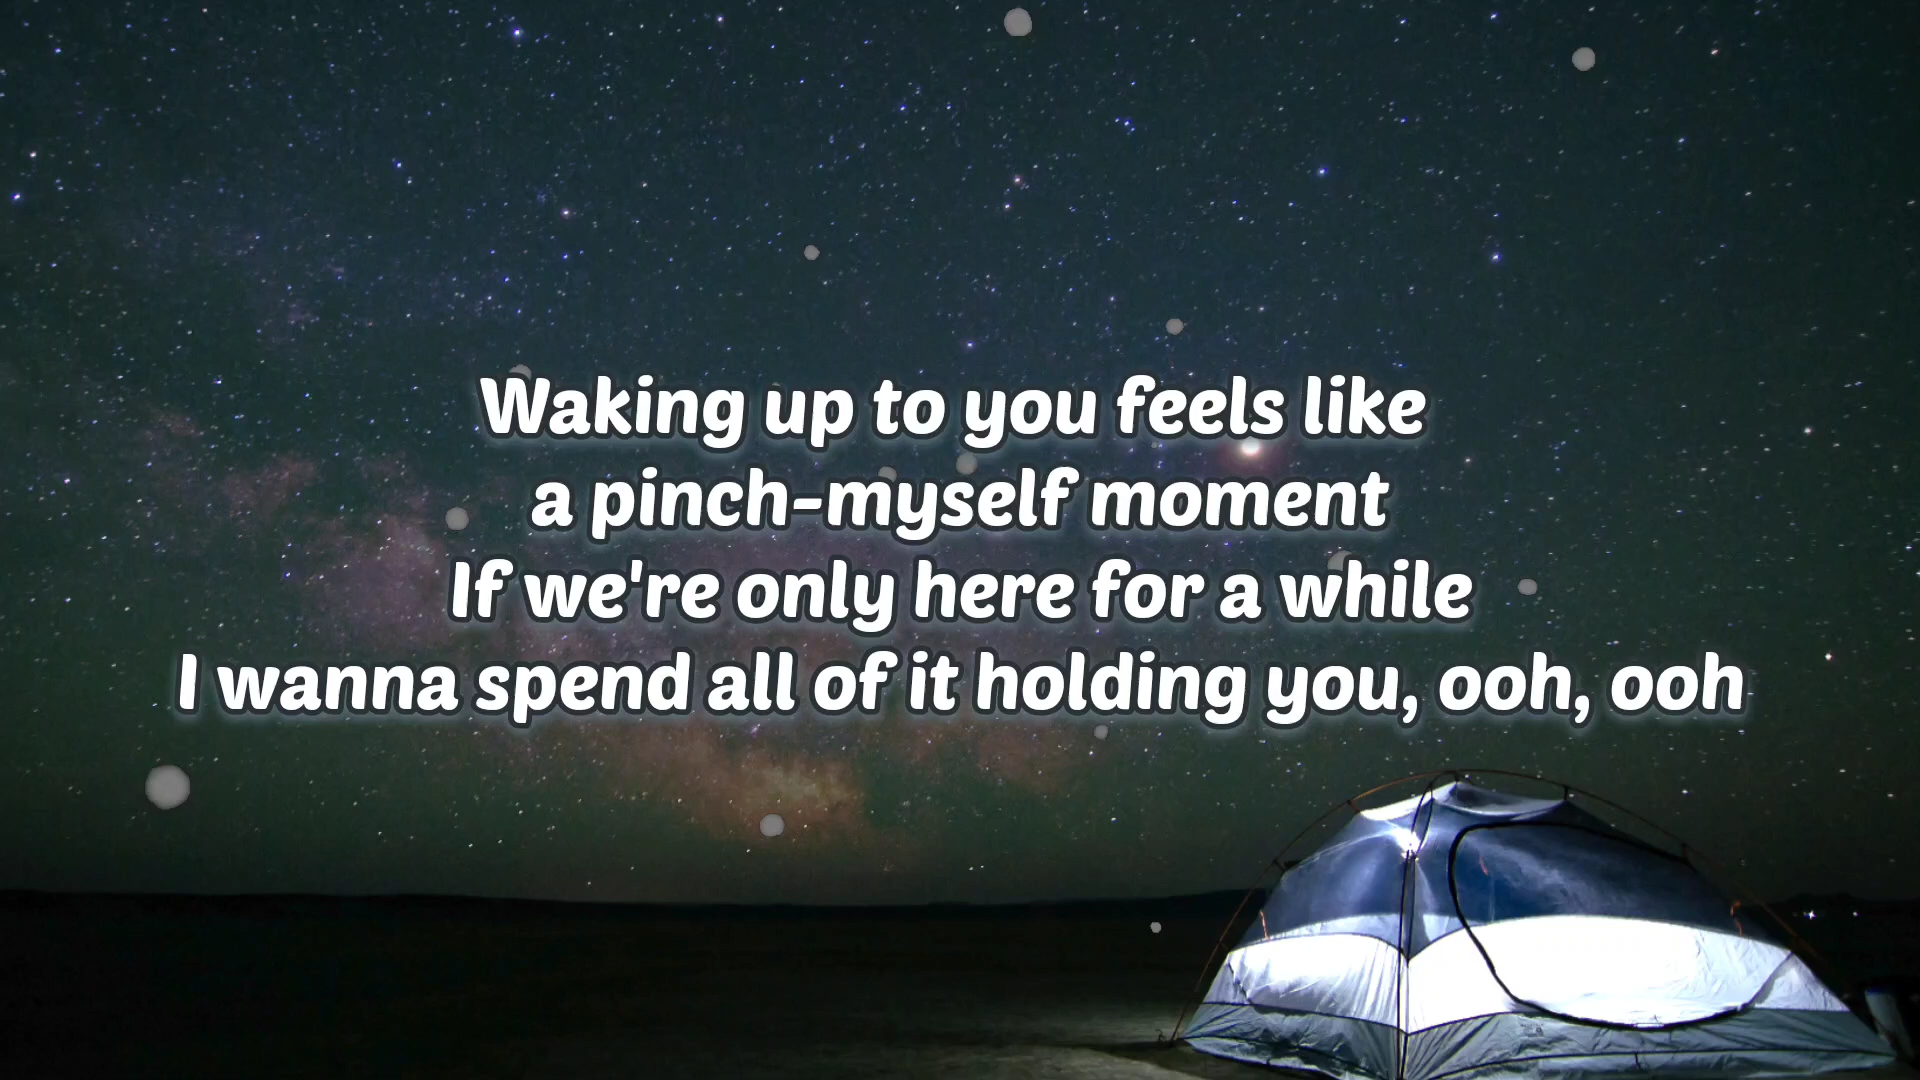 Waking up to you feels like
a pinch-myself moment
If we're only here for a while
I wanna spend all of it holding you, ooh, ooh